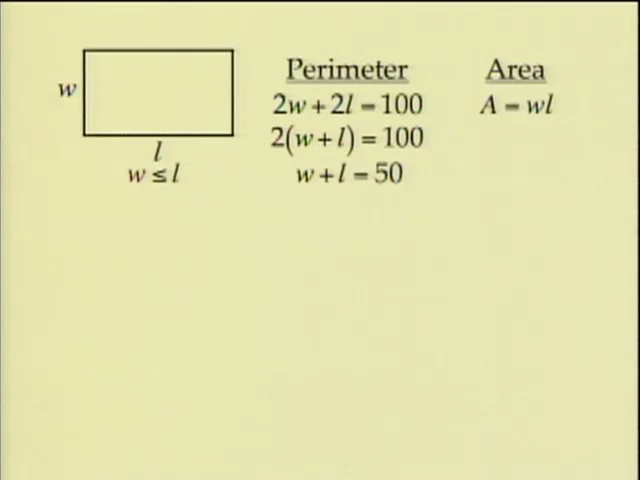 Perimeter
2w + 2l = 100
2(w + l) = 100
w + l = 50
Area
A = wl
w
l
w ≤ l